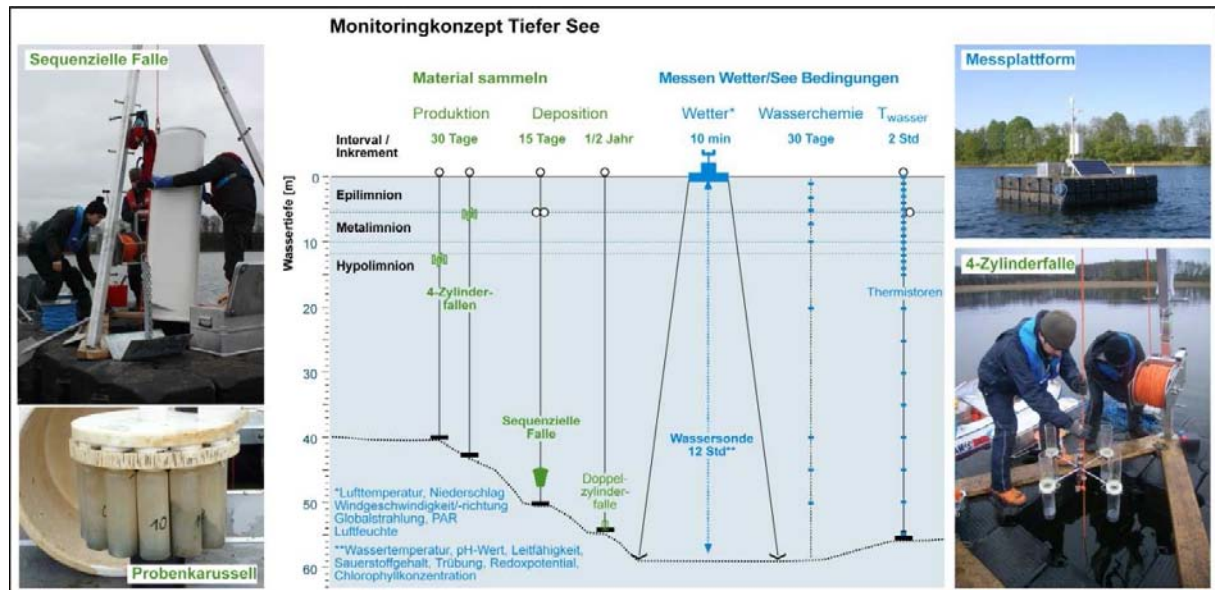 Monitoringkonzept Tiefer See
Sequenzielle Falle
Probenkarussell
10
Material sammeln
Messen Wetter/See Bedingungen
Produktion
Deposition
Wetter*
Wasserchemie
Twasser
Interval /
Inkrement
30 Tage
15 Tage
1/2 Jahr
10 min
30 Tage
2 Std
Wassertiefe [m]
0
10
20
30
40
50
60
Epilimnion
Metalimnion
Hypolimnion
4-Zylinder-
fallen
Sequenzielle
Falle
Doppel-
zylinder-
falle
Wassersonde
12 Std**
Thermistoren
*Lufttemperatur, Niederschlag
Windgeschwindigkeit/-richtung
Globalstrahlung, PAR
Luftfeuchte
**Wassertemperatur, pH-Wert, Leitfähigkeit,
Sauerstoffgehalt, Trübung, Redoxpotential,
Chlorophyllkonzentration
Messplattform
4-Zylinderfalle